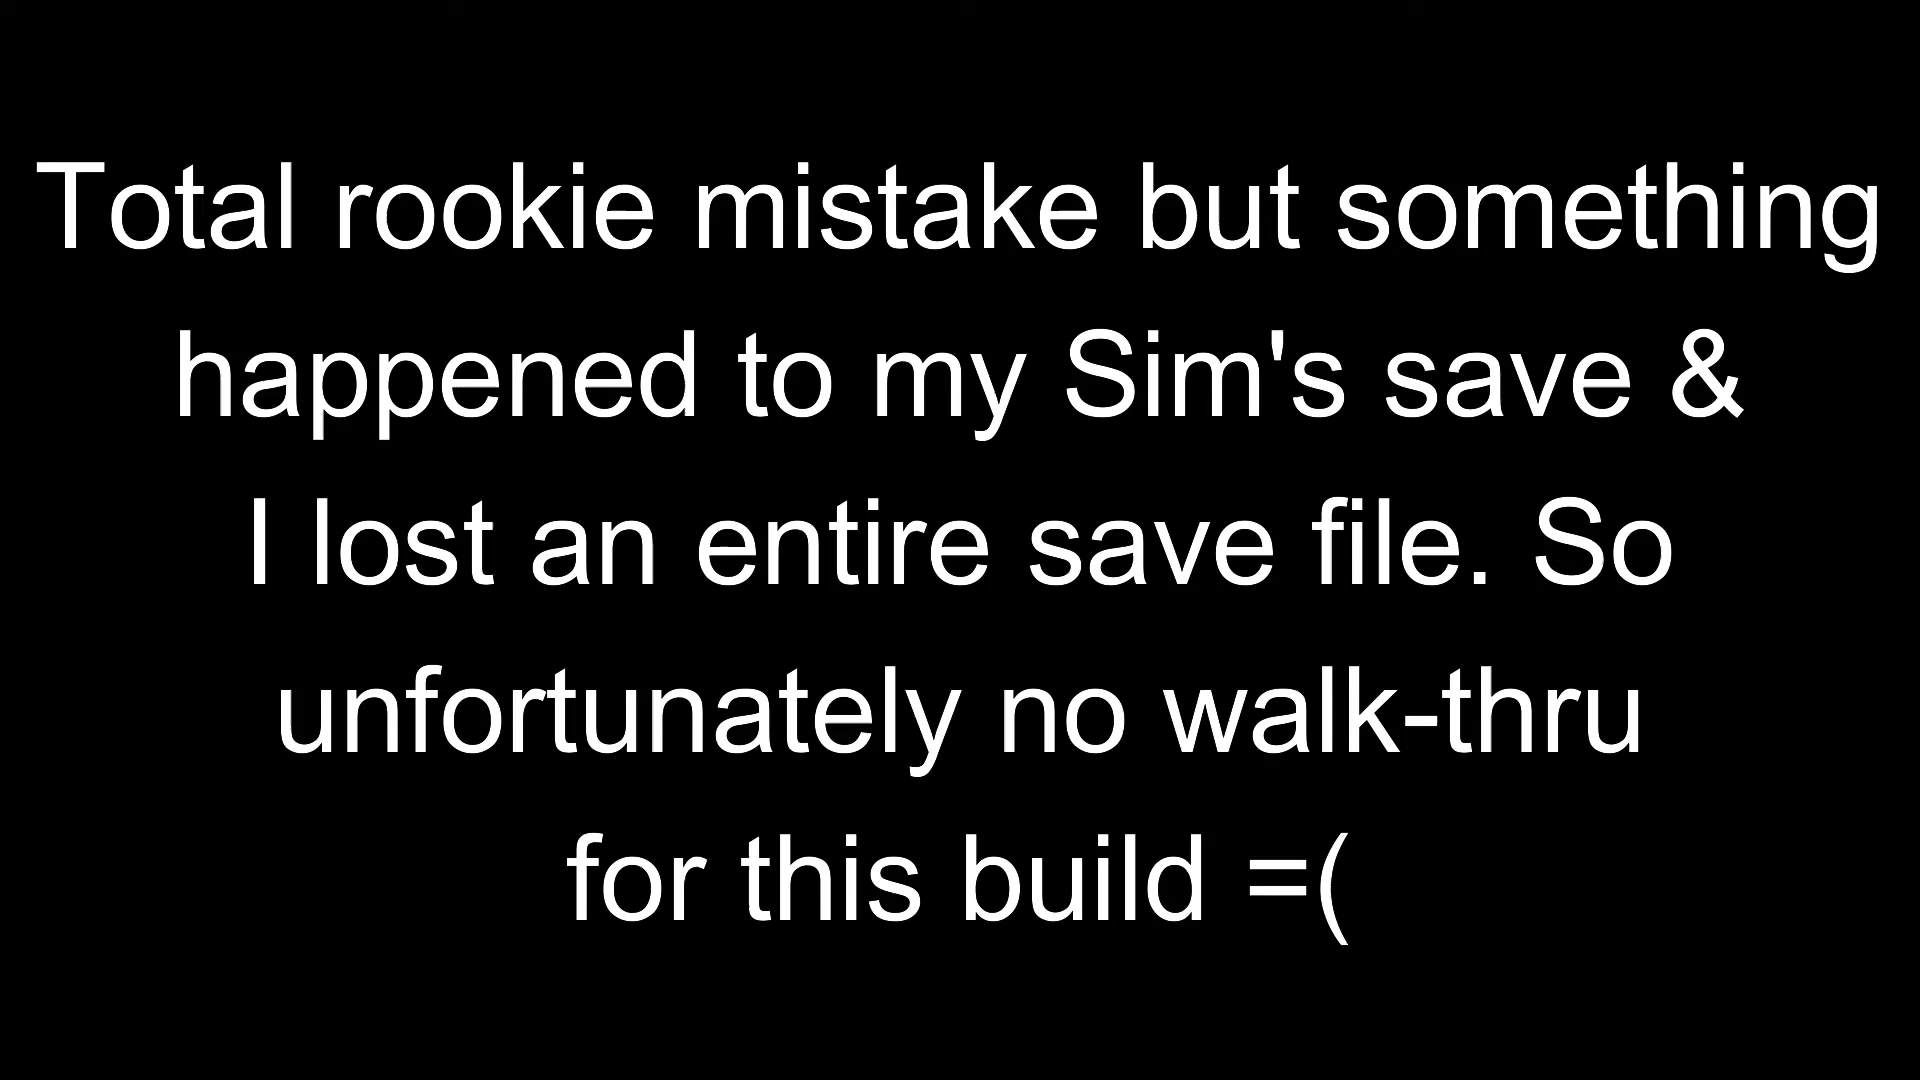 Total rookie mistake but something
happened to my Sim's save &
I lost an entire save file. So
unfortunately no walk-thru
for this build =(